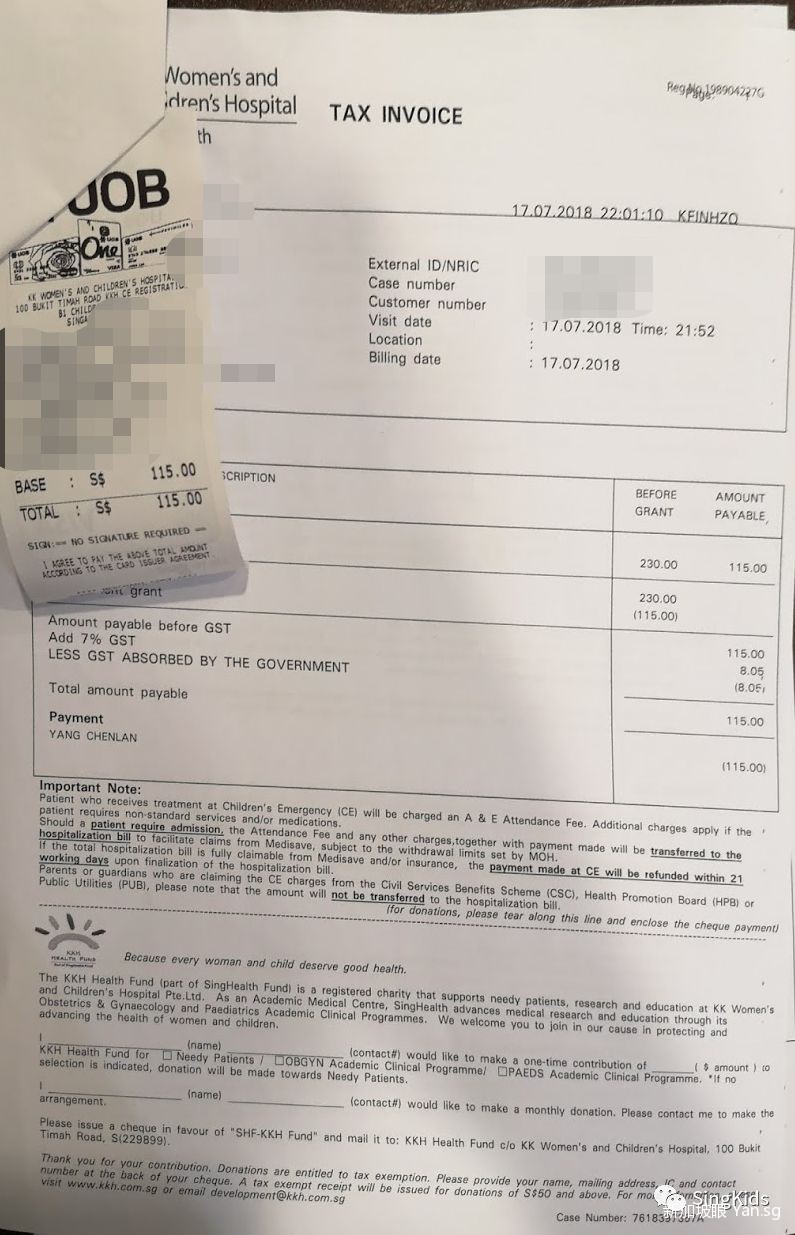 Women's and
dren's Hospital
th
TAX INVOICE
Reg No 198904227G
Page:
17.07.2018 22:01:10 KFINHZO
UOB
One
KK WOMEN'S AND CHILDREN'S HOSPITA
100 BUKIT TIMAH ROAD KKH CE REGISTRATI
B1 CHILD
SINGA
BASE : S$ 115.00
TOTAL : S$ 115.00
SIGN: NO SIGNATURE REQUIRED
I AGREE TO PAY THE ABOVE TOTAL AMOUNT
ACCORDING TO THE CARD ISSUER AGREEMENT.
External ID/NRIC
Case number
Customer number
Visit date : 17.07.2018 Time: 21:52
Location :
Billing date : 17.07.2018
SCRIPTION BEFORE GRANT AMOUNT PAYABLE,
230.00 115.00
230.00
grant (115.00)
Amount payable before GST 115.00
Add 7% GST 8.05
LESS GST ABSORBED BY THE GOVERNMENT (8.05)
Total amount payable 115.00
Payment
YANG CHENLAN (115.00)
Important Note:
Patient who receives treatment at Children's Emergency (CE) will be charged an A & E Attendance Fee. Additional charges apply if the
patient requires non-standard services and/or medications.
Should a patient require admission, the Attendance Fee and any other charges,together with payment made will be transferred to the
hospitalization bill to facilitate claims from Medisave, subject to the withdrawal limits set by MOH.
If the total hospitalization bill is fully claimable from Medisave and/or insurance, the payment made at CE will be refunded within 21
working days upon finalization of the hospitalization bill.
Parents or guardians who are claiming the CE charges from the Civil Services Benefits Scheme (CSC), Health Promotion Board (HPB) or
Public Utilities (PUB), please note that the amount will not be transferred to the hospitalization bill.
(for donations, please tear along this line and enclose the cheque payment)
KKH
HEALTH FUND
Because every woman and child deserve good health.
The KKH Health Fund (part of SingHealth Fund) is a registered charity that supports needy patients, research and education at KK Women's
and Children's Hospital Pte.Ltd. As an Academic Medical Centre, SingHealth advances medical research and education through its
Obstetrics & Gynaecology and Paediatrics Academic Clinical Programmes. We welcome you to join in our cause in protecting and
advancing the health of women and children.
I (name) (contact#) would like to make a one-time contribution of ( $ amount ) to
KKH Health Fund for ☐ Needy Patients / ☐OBGYN Academic Clinical Programme/ ☐PAEDS Academic Clinical Programme. *If no
selection is indicated, donation will be made towards Needy Patients.
I (name) (contact#) would like to make a monthly donation. Please contact me to make the
arrangement.
Please issue a cheque in favour of "SHF-KKH Fund" and mail it to: KKH Health Fund c/o KK Women's and Children's Hospital, 100 Bukit
Timah Road, S(229899).
Thank you for your contribution. Donations are entitled to tax exemption. Please provide your name, mailing address, IC and contact
number at the back of your cheque. A tax exempt receipt will be issued for donations of S$50 and above. For more
visit www.kkh.com.sg or email development@kkh.com.sg
SingKids
新加坡眼 Yan.sg
Case Number: